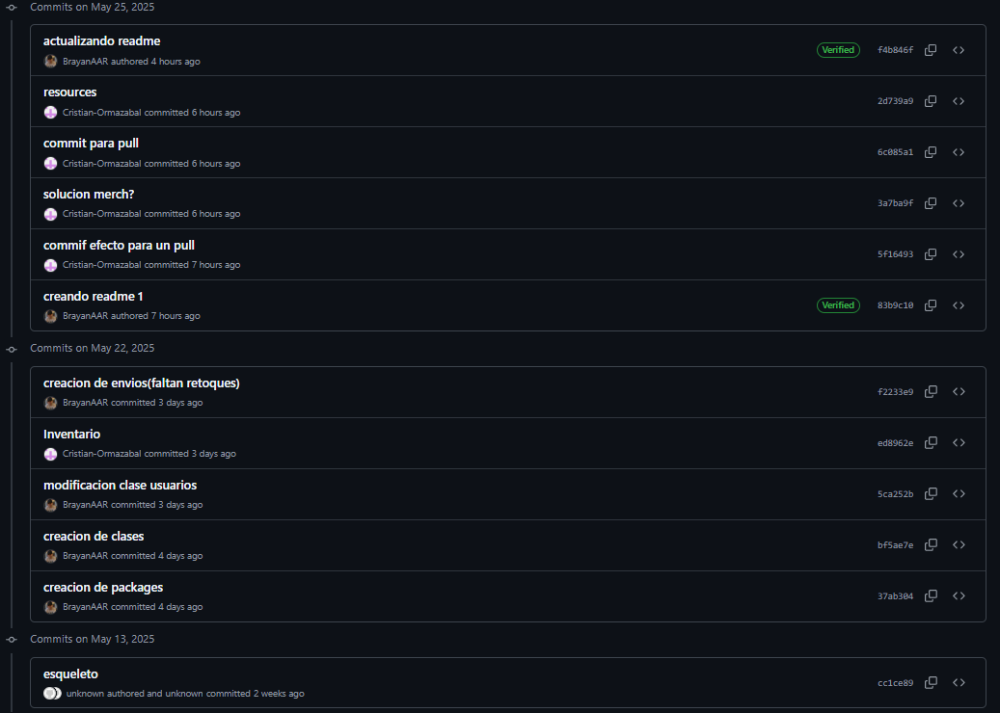 Commits on May 25, 2025
actualizando readme
BrayanAAR authored 4 hours ago
Verified f4b846f
resources
Cristian-Ormazabal committed 6 hours ago
2d739a9
commit para pull
Cristian-Ormazabal committed 6 hours ago
6c085a1
solucion merch?
Cristian-Ormazabal committed 6 hours ago
3a7ba9f
commif efecto para un pull
Cristian-Ormazabal committed 7 hours ago
5f16493
creando readme 1
BrayanAAR authored 7 hours ago
Verified 83b9c10
Commits on May 22, 2025
creacion de envios(faltan retoques)
BrayanAAR committed 3 days ago
f2233e9
Inventario
Cristian-Ormazabal committed 3 days ago
ed8962e
modificacion clase usuarios
BrayanAAR committed 3 days ago
5ca252b
creacion de clases
BrayanAAR committed 4 days ago
bf5ae7e
creacion de packages
BrayanAAR committed 4 days ago
37ab304
Commits on May 13, 2025
esqueleto
unknown authored and unknown committed 2 weeks ago
cc1ce89